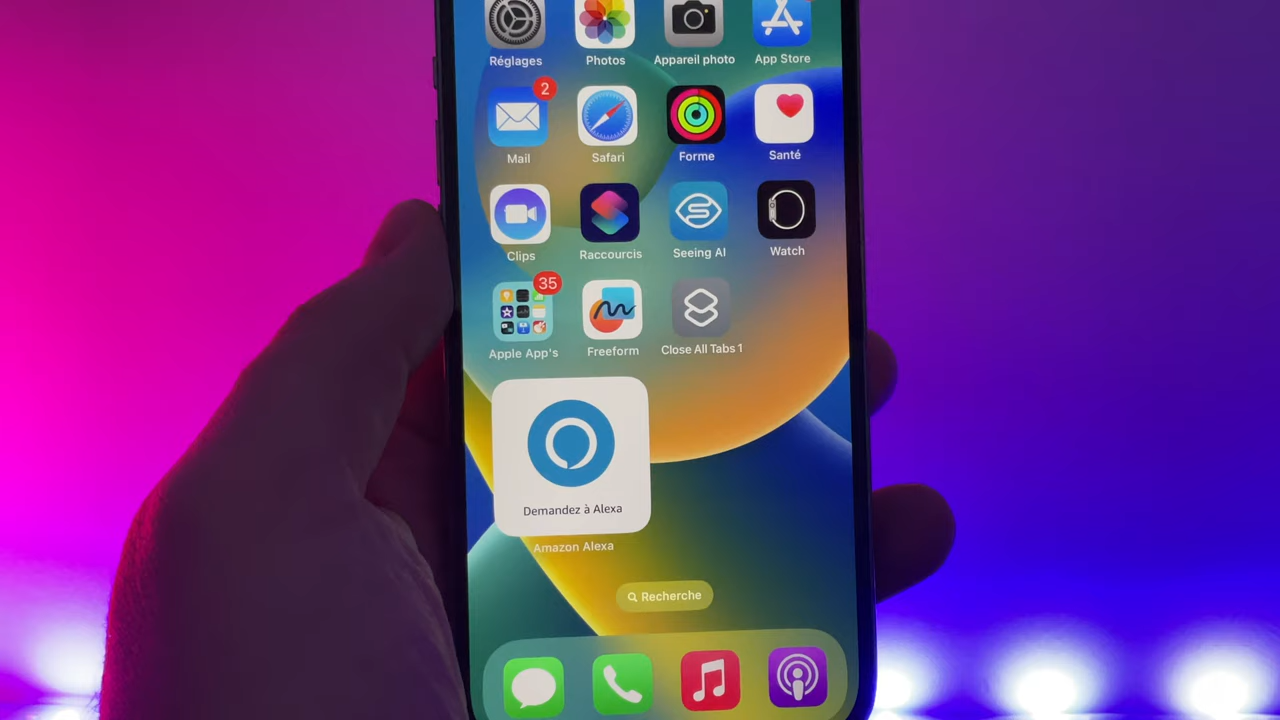 Réglages
Photos
Appareil photo
App Store
2
Mail
Safari
Forme
Santé
Clips
Raccourcis
Seeing AI
Watch
35
Apple App's
Freeform
Close All Tabs 1
Demandez à Alexa
Amazon Alexa
Recherche